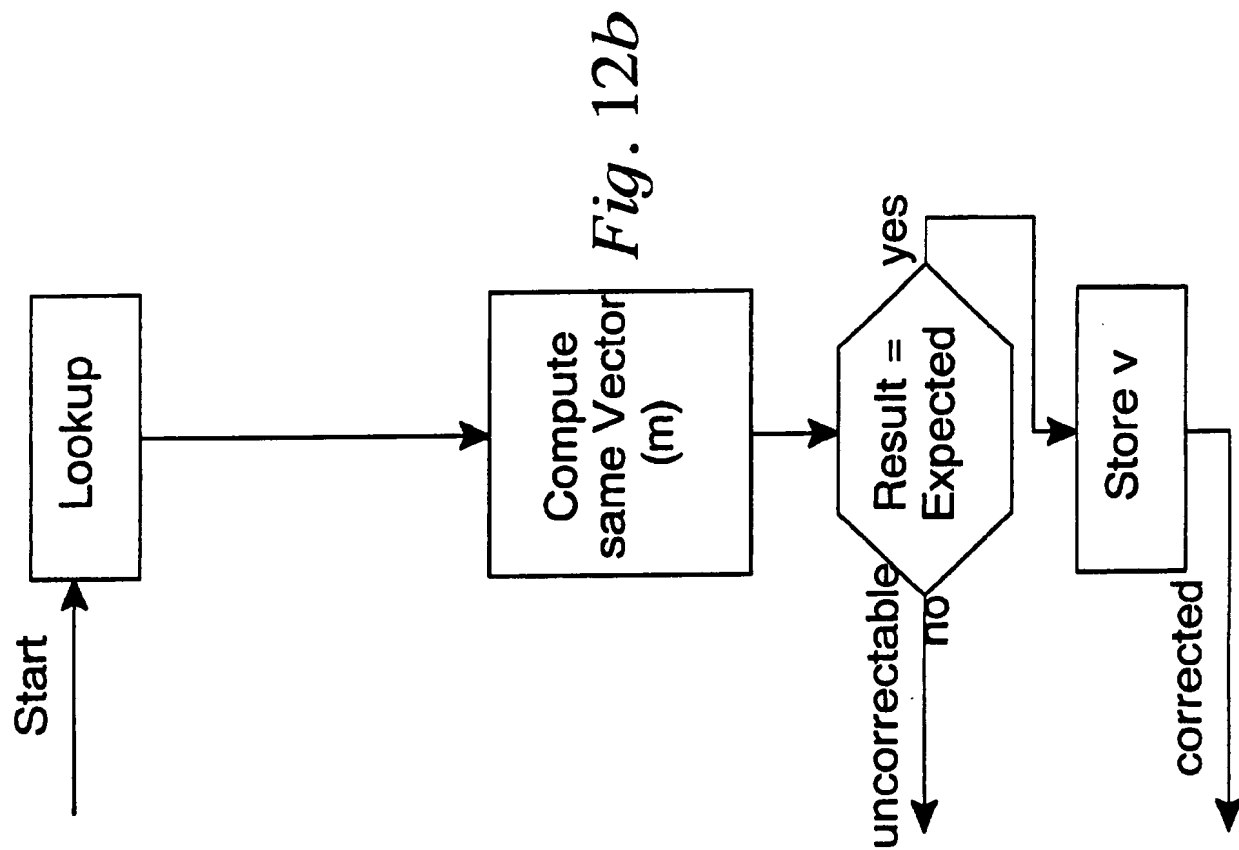 Start
Lookup
Compute
same Vector
(m)
Result =
Expected
yes
no
uncorrectable
Store v
corrected
Fig. 12b